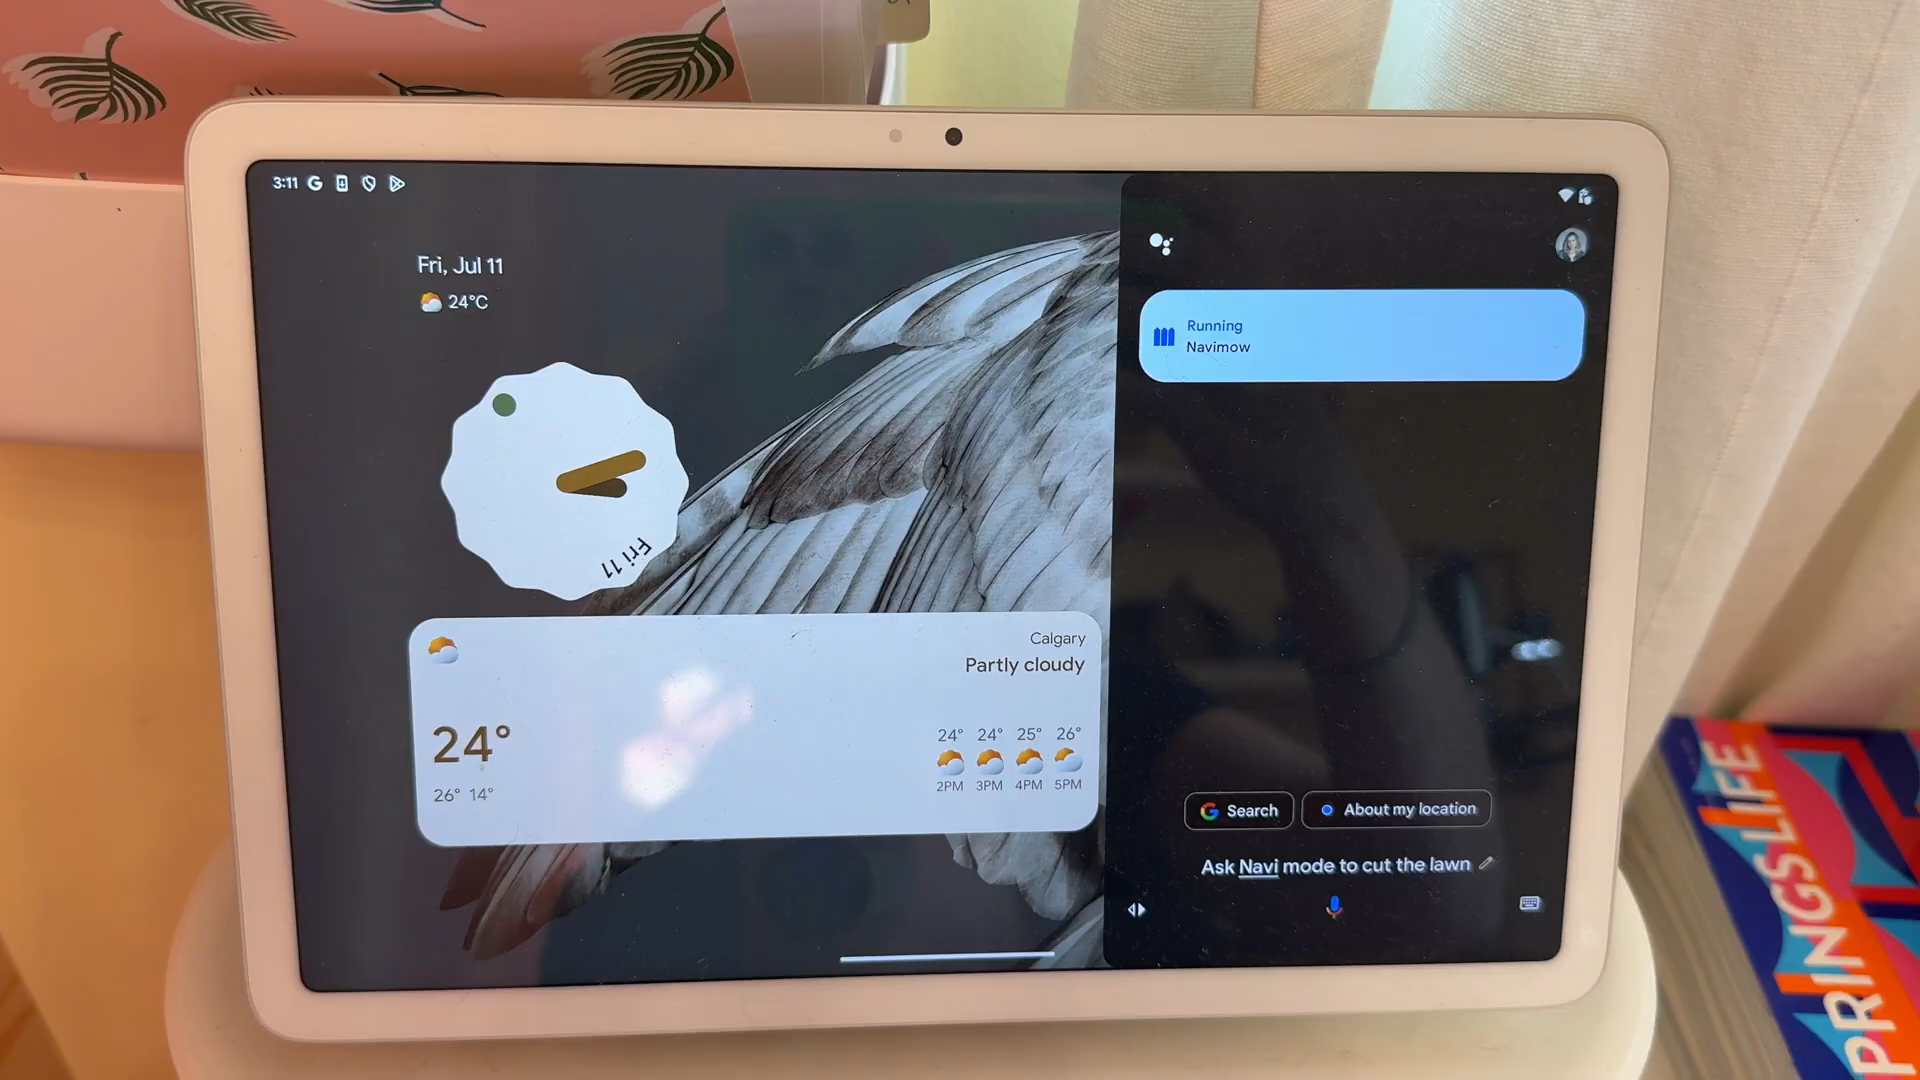 3:11
Fri, Jul 11
24°C
Fri 11
Calgary
Partly cloudy
24°
26° 14°
24° 24° 25° 26°
2PM 3PM 4PM 5PM
Running
Navimow
Search
About my location
Ask Navi mode to cut the lawn
PRINGS LIFE